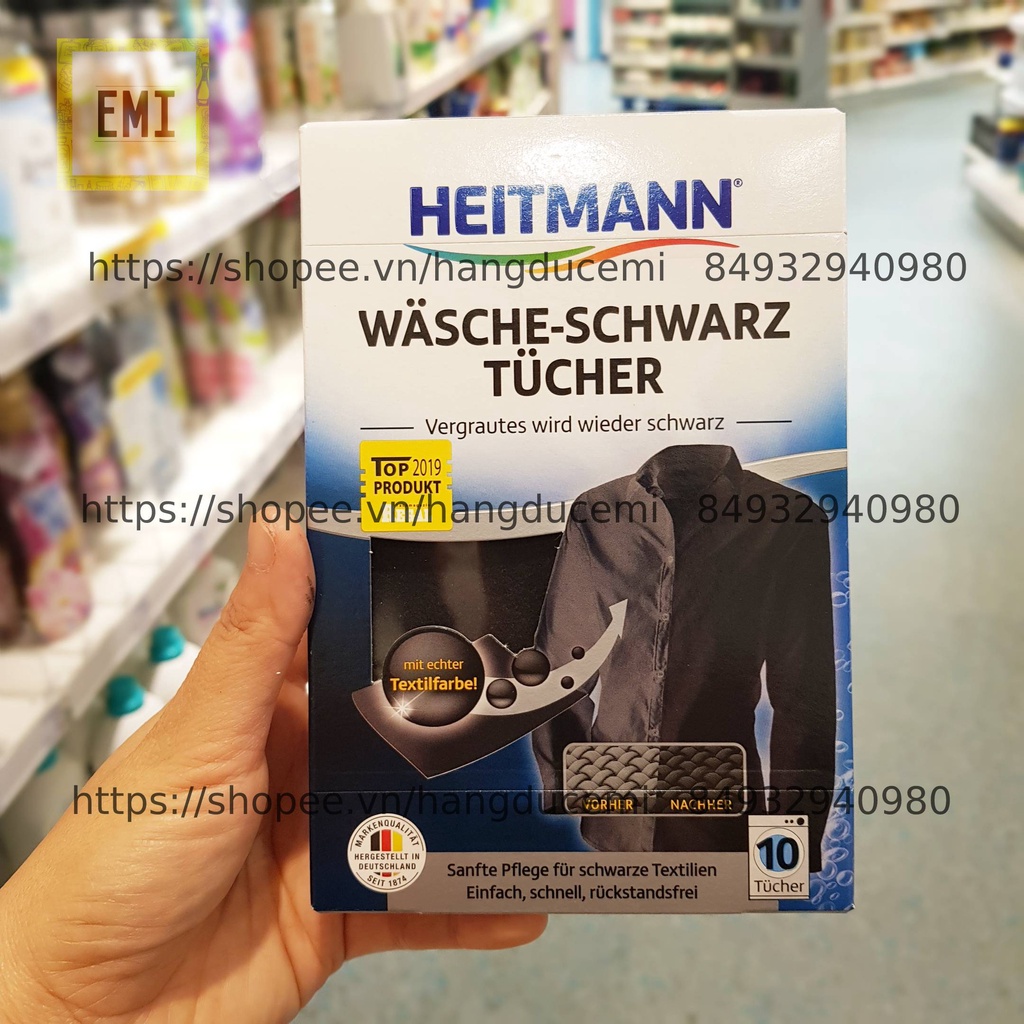 EMI
HEITMANN®
https://shopee.vn/hangducemi 84932940980
WÄSCHE-SCHWARZ
TÜCHER
Vergrautes wird wieder schwarz
TOP 2019
PRODUKT
https://shopee.vn/hangducemi 84932940980
mit echter
Textilfarbe!
https://shopee.vn/hangducemi 84932940980
VORHER NACHHER
MARKENQUALITÄT
HERGESTELLT IN
DEUTSCHLAND
SEIT 1874
Sanfte Pflege für schwarze Textilien
Einfach, schnell, rückstandsfrei
10
Tücher